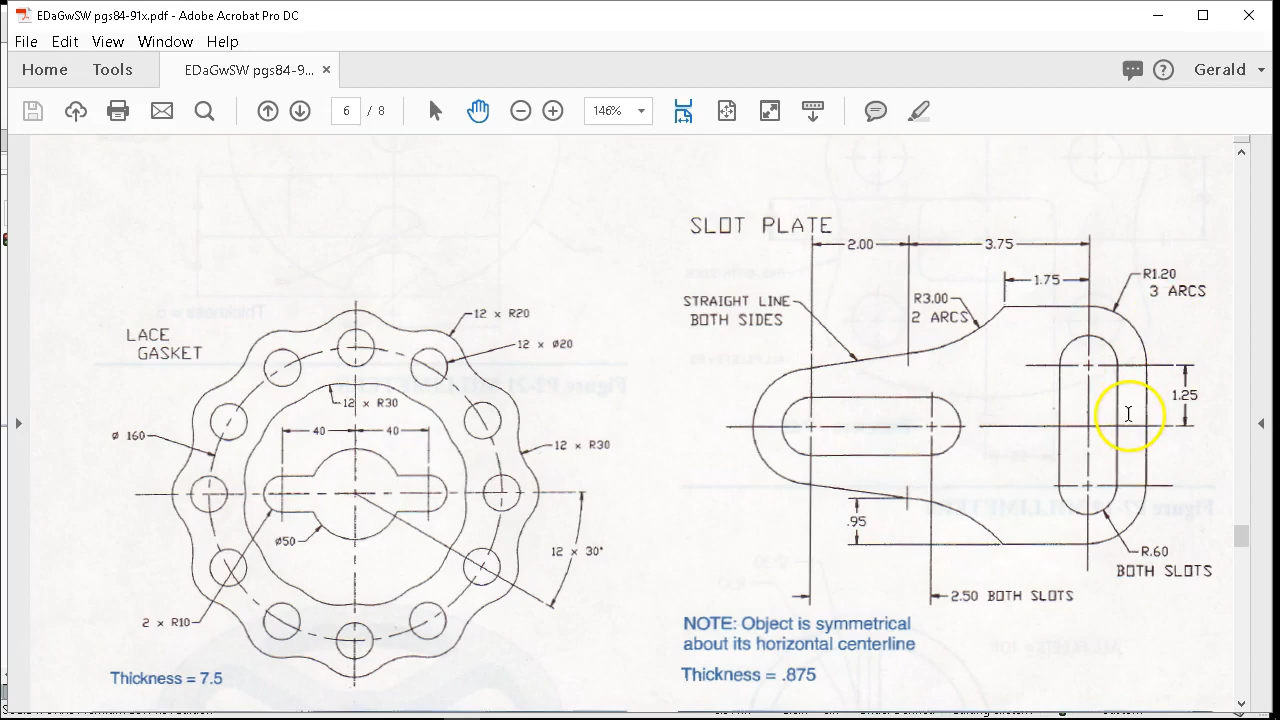 EDaGwSW pgs84-91x.pdf - Adobe Acrobat Pro DC
File Edit View Window Help
Home Tools EDaGwSW pgs84-9... × Gerald
6 / 8 146%
SLOT PLATE
2.00 3.75
1.75
R1.20
3 ARCS
STRAIGHT LINE
BOTH SIDES
R3.00
2 ARCS
1.25
.95
R.60
BOTH SLOTS
2.50 BOTH SLOTS
NOTE: Object is symmetrical
about its horizontal centerline
Thickness = .875
LACE
GASKET
12 x R20
12 x ø20
12 x R30
40 40
ø 160
12 x R30
ø50
12 x 30°
2 x R10
Thickness = 7.5